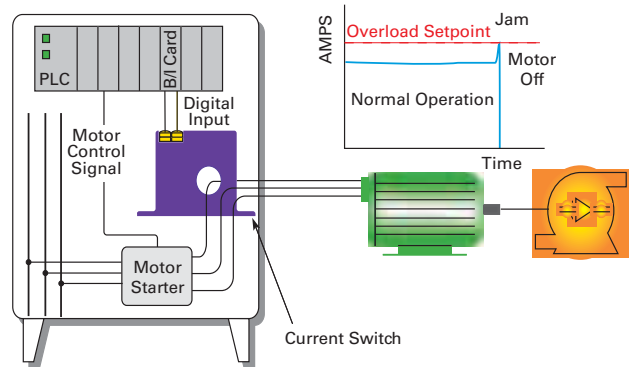 PLC
B/I Card
Digital
Input
Motor
Control
Signal
Motor
Starter
Current Switch
AMPS
Overload Setpoint
Jam
Motor
Off
Normal Operation
Time